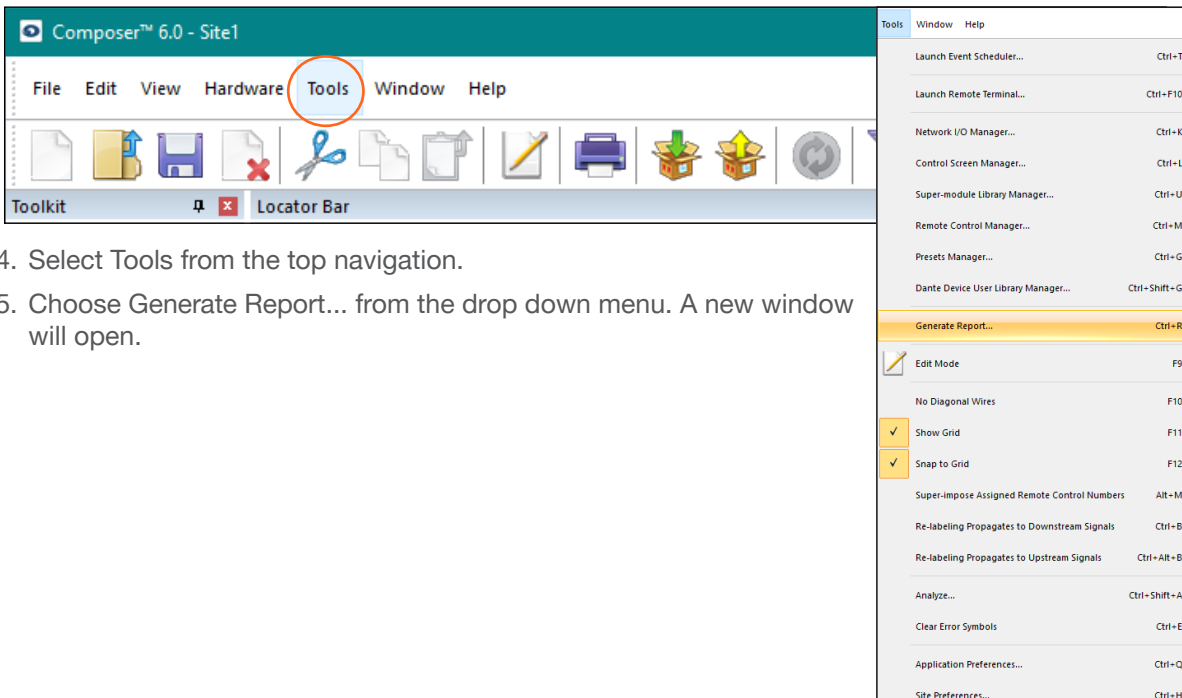 Composer™ 6.0 - Site1
File Edit View Hardware Tools Window Help
Toolkit Locator Bar
4. Select Tools from the top navigation.
5. Choose Generate Report... from the drop down menu. A new window
will open.
Tools Window Help
Launch Event Scheduler... Ctrl+T
Launch Remote Terminal... Ctrl+F10
Network I/O Manager... Ctrl+K
Control Screen Manager... Ctrl+L
Super-module Library Manager... Ctrl+U
Remote Control Manager... Ctrl+M
Presets Manager... Ctrl+G
Dante Device User Library Manager... Ctrl+Shift+G
Generate Report... Ctrl+R
Edit Mode F9
No Diagonal Wires F10
Show Grid F11
Snap to Grid F12
Super-impose Assigned Remote Control Numbers Alt+M
Re-labeling Propagates to Downstream Signals Ctrl+B
Re-labeling Propagates to Upstream Signals Ctrl+Alt+B
Analyze... Ctrl+Shift+A
Clear Error Symbols Ctrl+E
Application Preferences... Ctrl+Q
Site Preferences... Ctrl+H